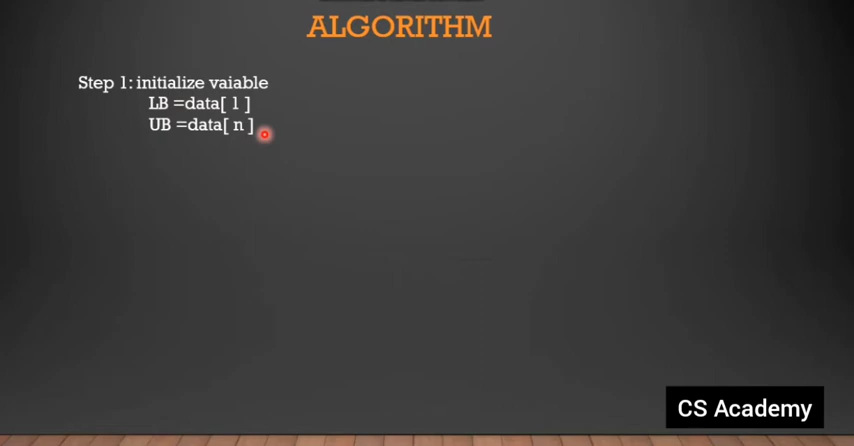 ALGORITHM
Step 1: initialize vaiable
LB =data[ 1 ]
UB =data[ n ]
CS Academy